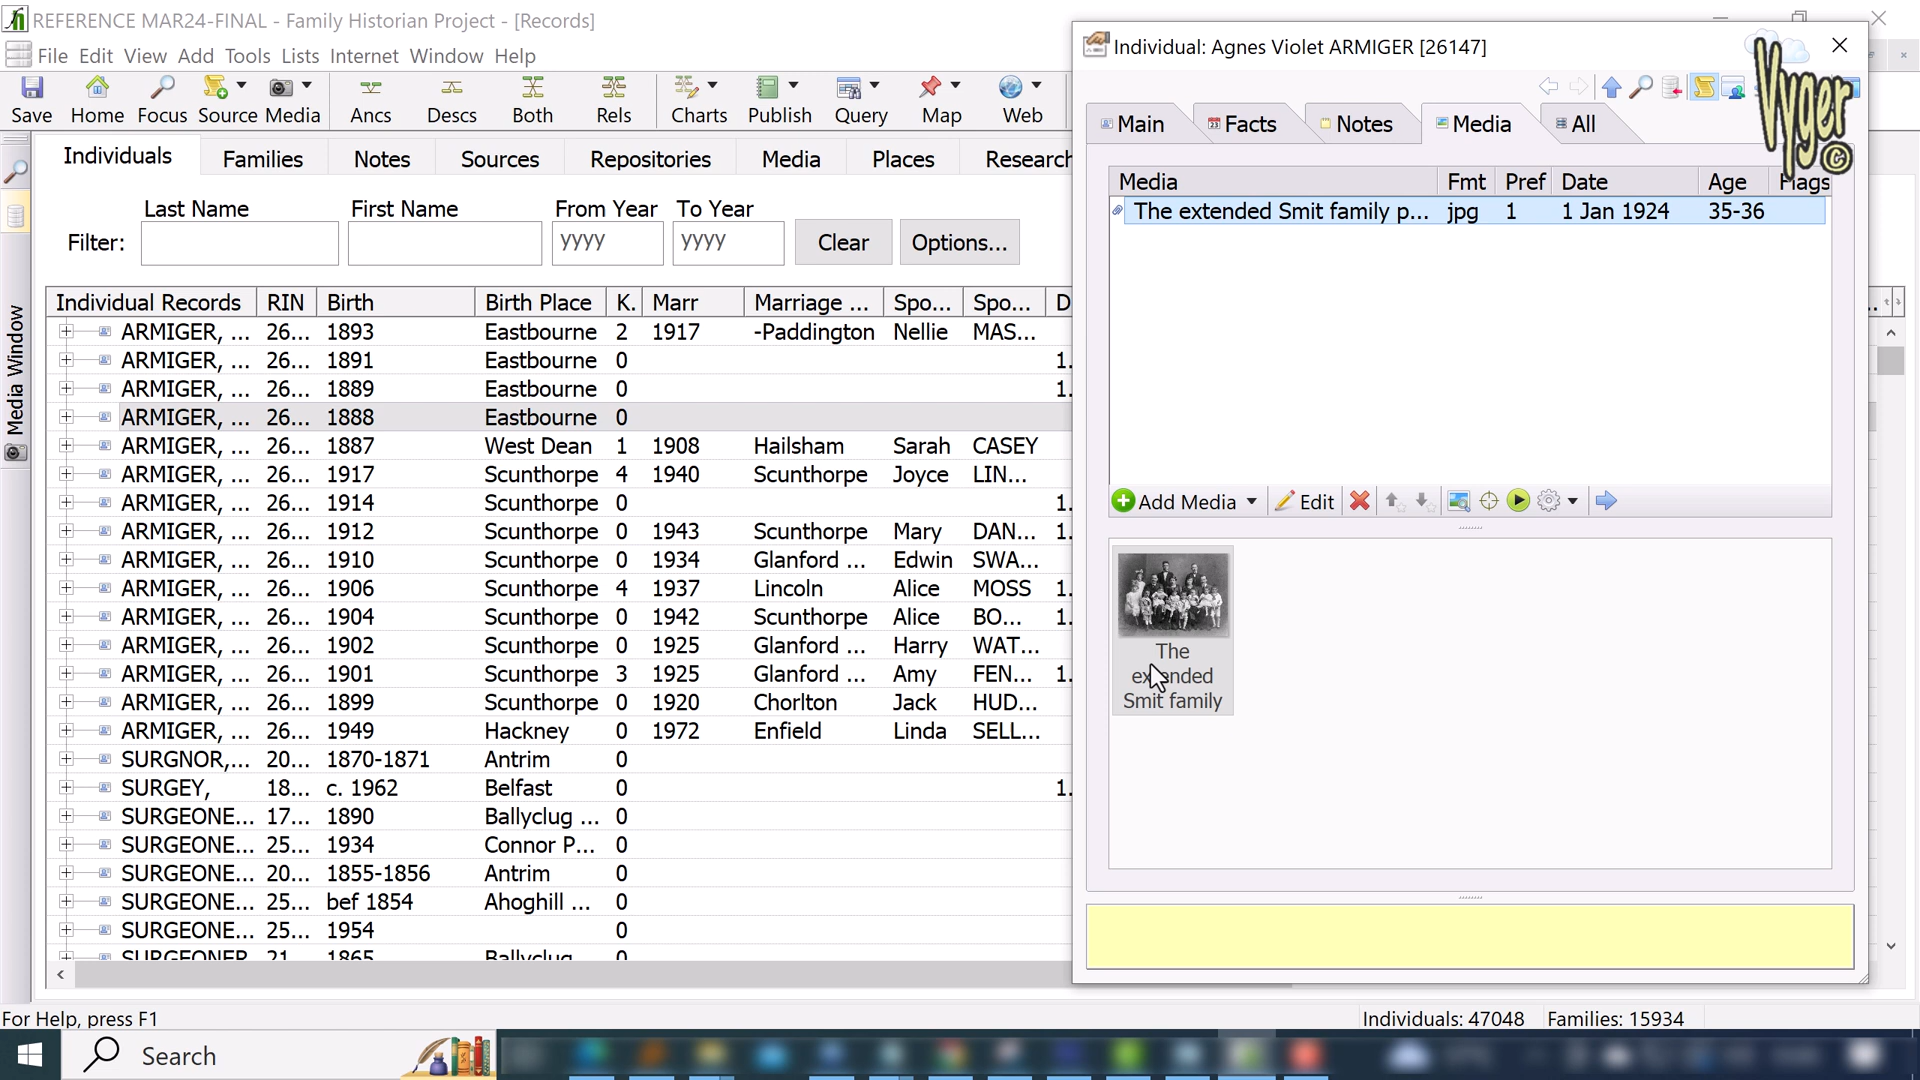 REFERENCE MAR24-FINAL - Family Historian Project - [Records]
File Edit View Add Tools Lists Internet Window Help
Save Home Focus Source Media Ancs Descs Both Rels Charts Publish Query Map Web
Individuals Families Notes Sources Repositories Media Places Research
Last Name First Name From Year To Year
Filter: yyyy yyyy Clear Options...
Media Window
Individual Records RIN Birth Birth Place K. Marr Marriage ... Spo... Spo... D
ARMIGER, ... 26... 1893 Eastbourne 2 1917 -Paddington Nellie MAS...
ARMIGER, ... 26... 1891 Eastbourne 0 1.
ARMIGER, ... 26... 1889 Eastbourne 0 1.
ARMIGER, ... 26... 1888 Eastbourne 0
ARMIGER, ... 26... 1887 West Dean 1 1908 Hailsham Sarah CASEY
ARMIGER, ... 26... 1917 Scunthorpe 4 1940 Scunthorpe Joyce LIN...
ARMIGER, ... 26... 1914 Scunthorpe 0 1.
ARMIGER, ... 26... 1912 Scunthorpe 0 1943 Scunthorpe Mary DAN... 1.
ARMIGER, ... 26... 1910 Scunthorpe 0 1934 Glanford ... Edwin SWA...
ARMIGER, ... 26... 1906 Scunthorpe 4 1937 Lincoln Alice MOSS 1.
ARMIGER, ... 26... 1904 Scunthorpe 0 1942 Scunthorpe Alice BO... 1.
ARMIGER, ... 26... 1902 Scunthorpe 0 1925 Glanford ... Harry WAT...
ARMIGER, ... 26... 1901 Scunthorpe 3 1925 Glanford ... Amy FEN... 1.
ARMIGER, ... 26... 1899 Scunthorpe 0 1920 Chorlton Jack HUD...
ARMIGER, ... 26... 1949 Hackney 0 1972 Enfield Linda SELL...
SURGNOR,... 20... 1870-1871 Antrim 0
SURGEY, 18... c. 1962 Belfast 0 1.
SURGEONE... 17... 1890 Ballyclug ... 0
SURGEONE... 25... 1934 Connor P... 0
SURGEONE... 20... 1855-1856 Antrim 0
SURGEONE... 25... bef 1854 Ahoghill ... 0
SURGEONE... 25... 1954 0
SURGEONER 21 1865 Ballyclug 0
Individual: Agnes Violet ARMIGER [26147]
Vyger ©
Main Facts Notes Media All
Media Fmt Pref Date Age Flags
The extended Smit family p... jpg 1 1 Jan 1924 35-36
Add Media Edit
The
extended
Smit family
For Help, press F1
Individuals: 47048 Families: 15934
Search